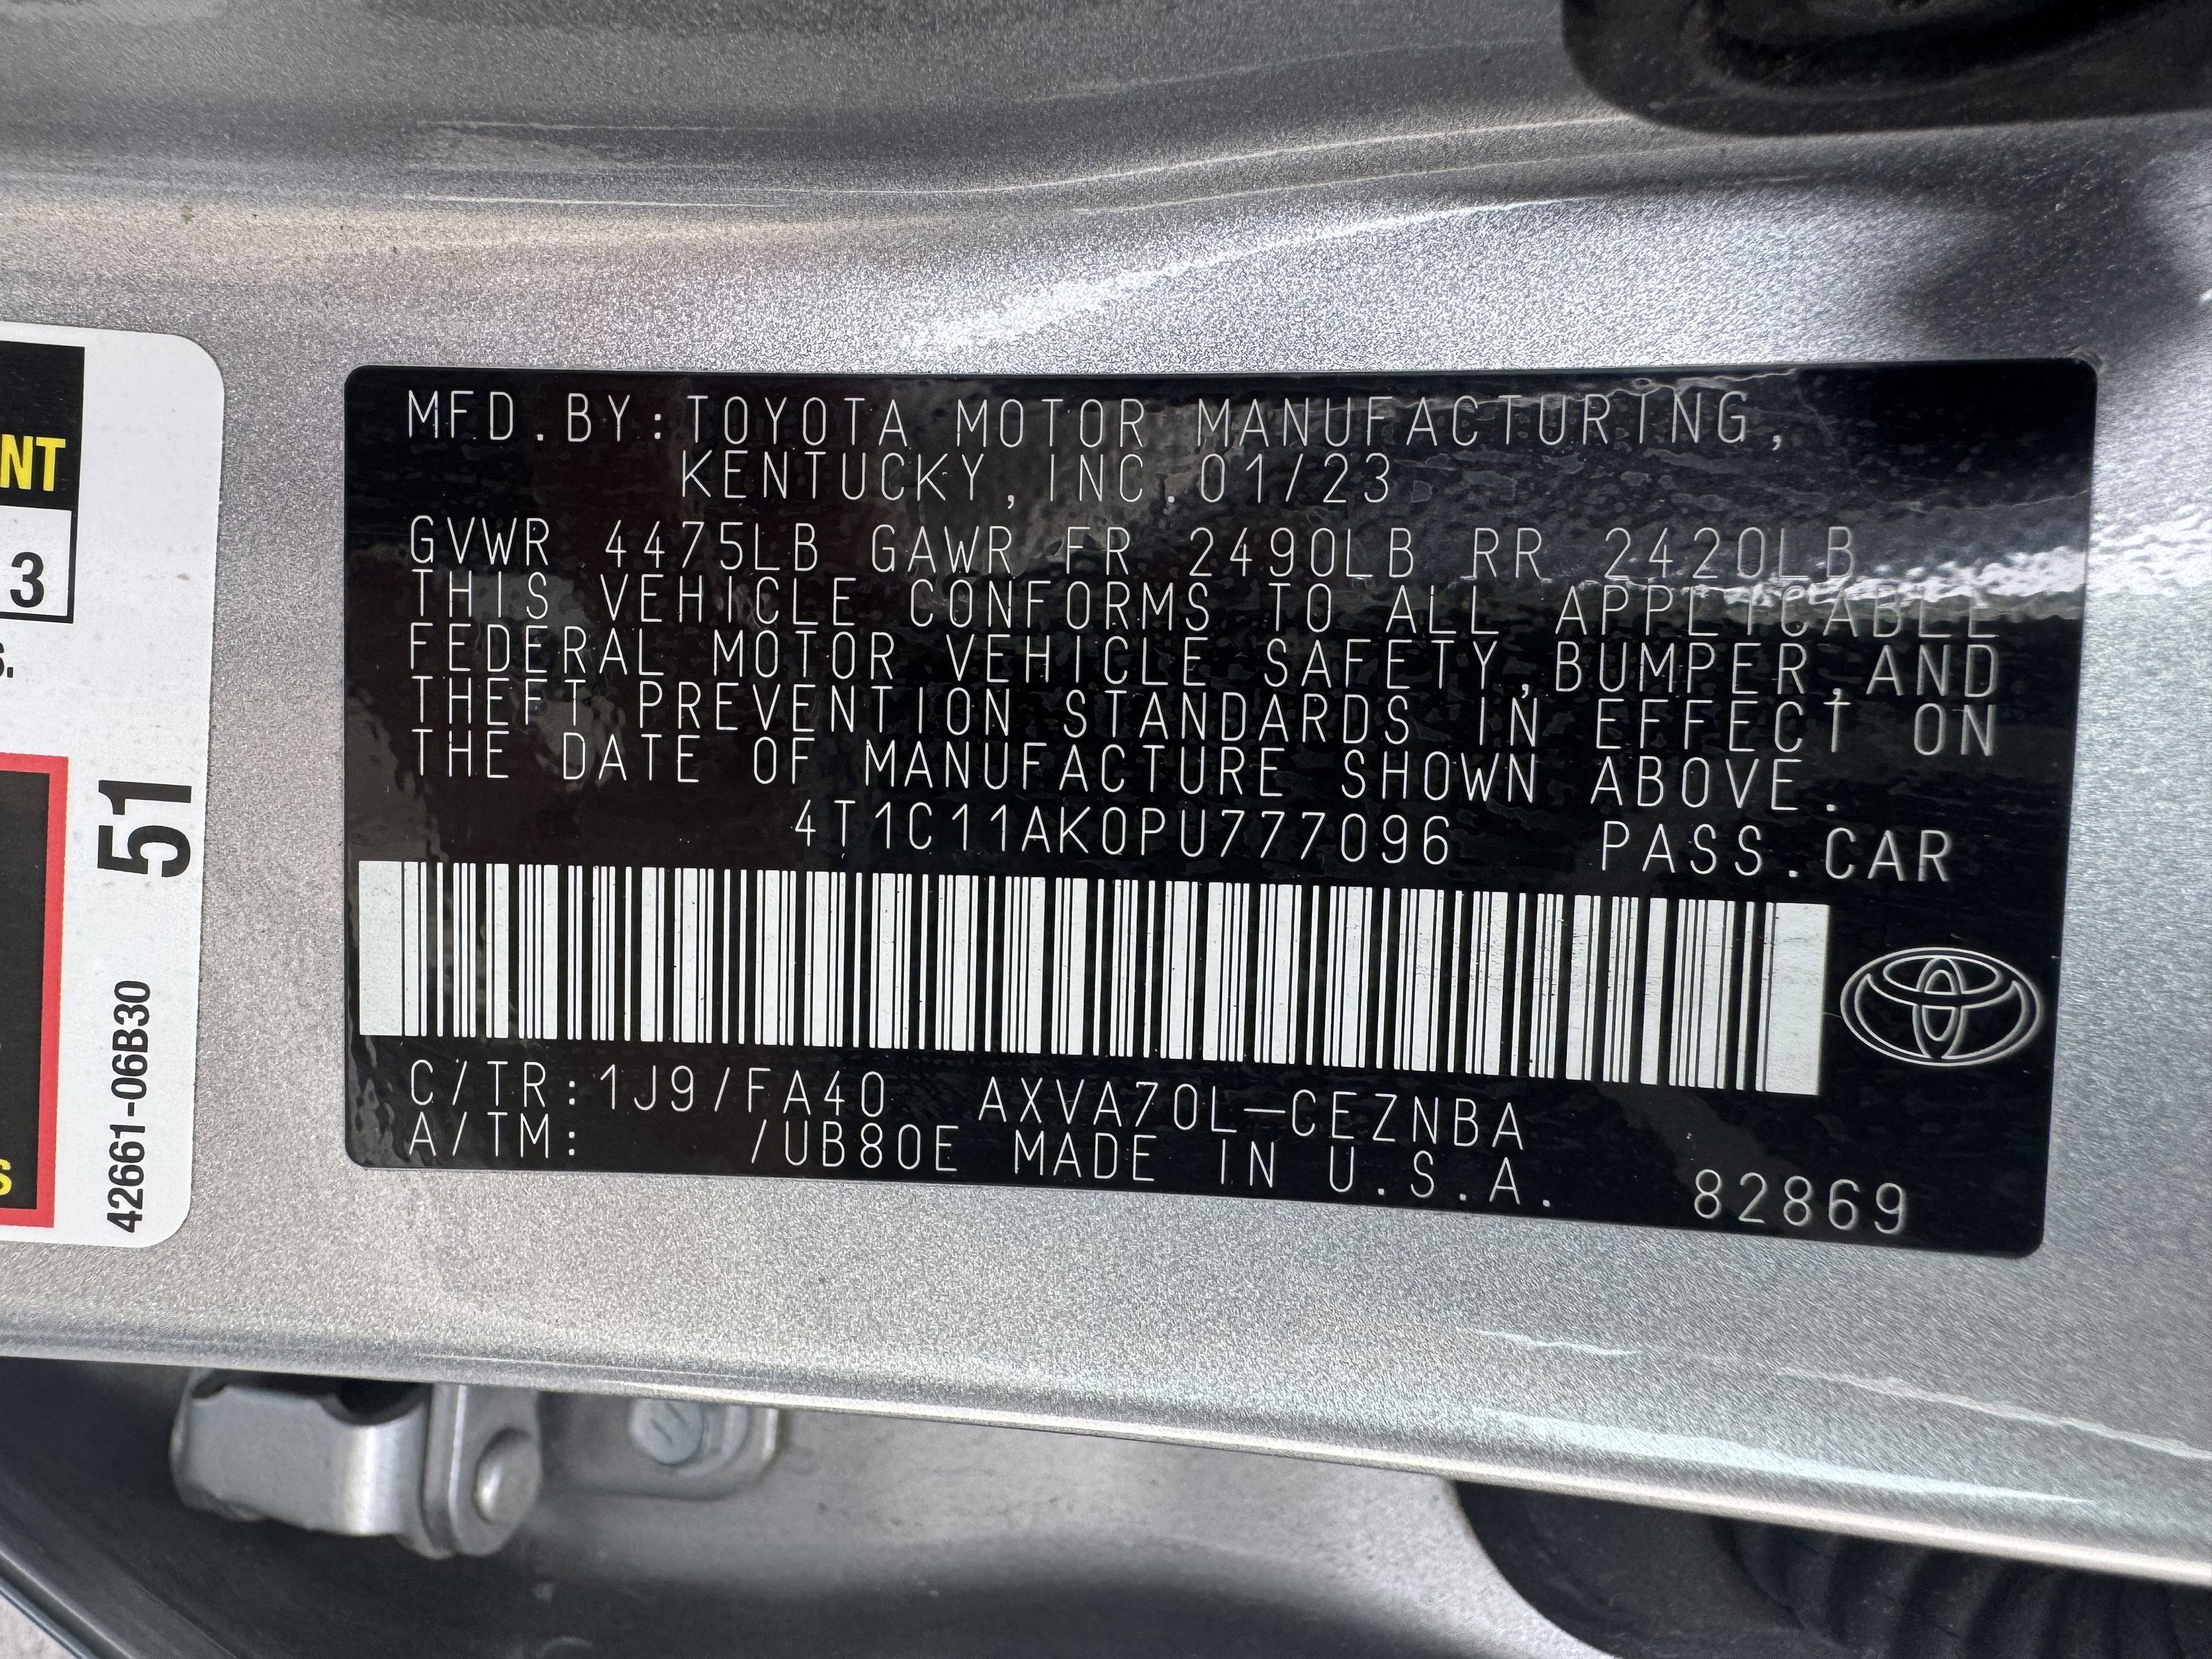 MFD.BY:TOYOTA MOTOR MANUFACTURING,
KENTUCKY, INC.01/23
GVWR 4475LB GAWR FR 2490LB RR 2420LB
THIS VEHICLE CONFORMS TO ALL APPLICABLE
FEDERAL MOTOR VEHICLE SAFETY,BUMPER,AND
THEFT PREVENTION STANDARDS IN EFFECT ON
THE DATE OF MANUFACTURE SHOWN ABOVE.
4T1C11AK0PU777096 PASS.CAR
C/TR:1J9/FA40 AXVA70L-CEZNBA
A/TM: /UB80E MADE IN U.S.A. 82869
NT
3
s.
51
42661-06B30
S